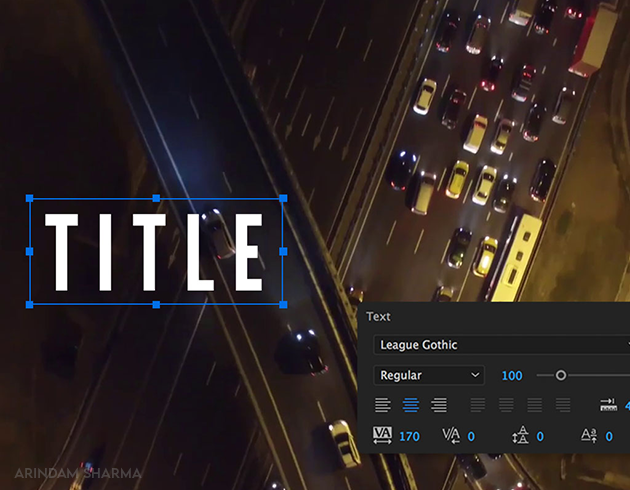 TITLE
Text
League Gothic
Regular 100
170 0 0 0
ARINDAM SHARMA